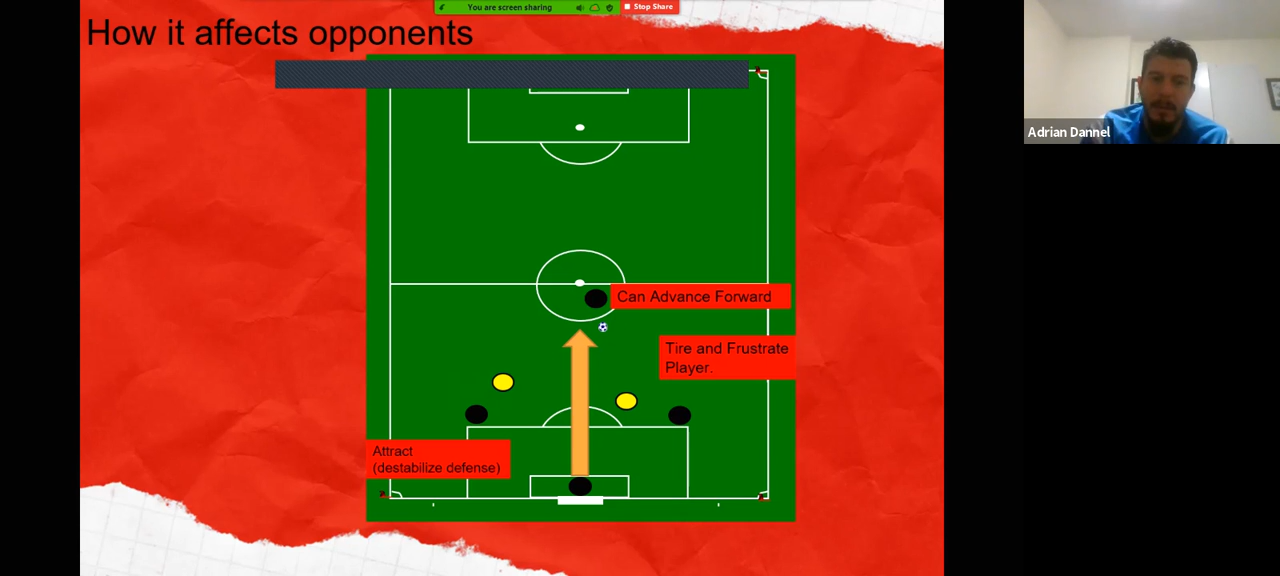 You are screen sharing
Stop Share
How it affects opponents
Adrian Dannel
Can Advance Forward
Tire and Frustrate
Player.
Attract
(destabilize defense)